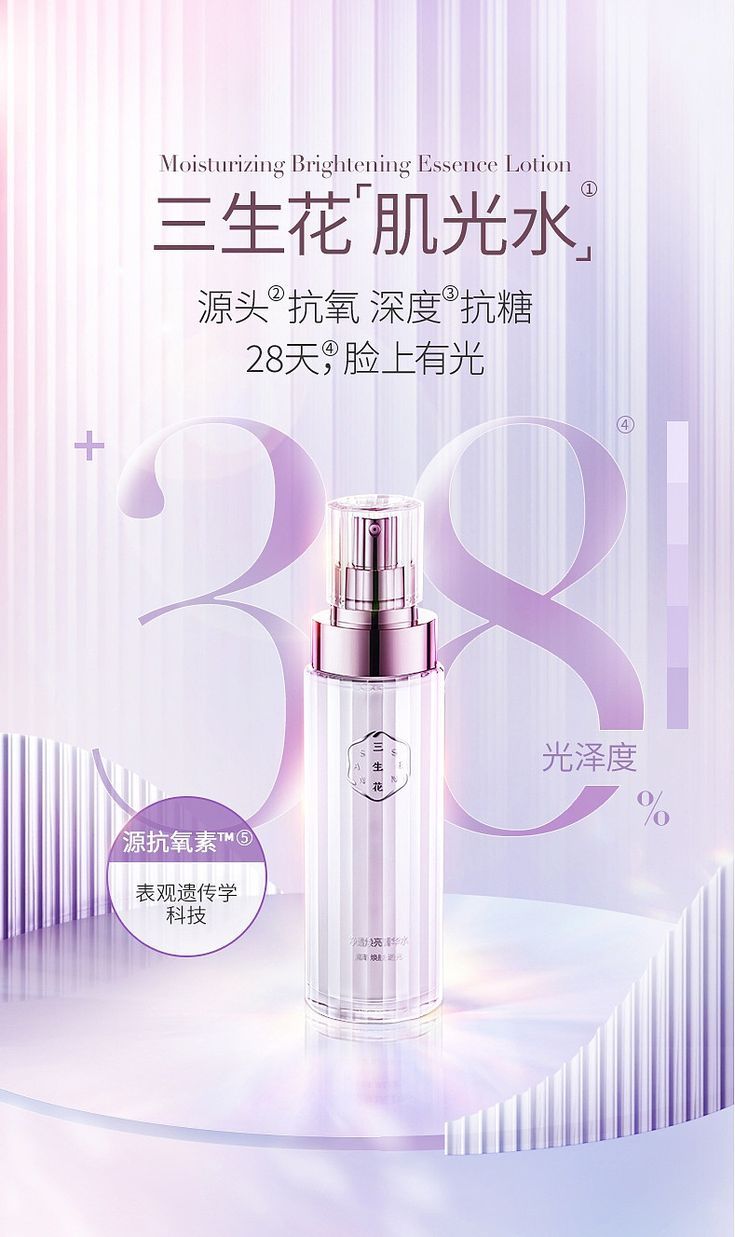 Moisturizing Brightening Essence Lotion
三生花「肌光水」①
源头②抗氧 深度③抗糖
28天④,脸上有光
+38④
光泽度
%
三生花
源抗氧素™⑤
表观遗传学
科技